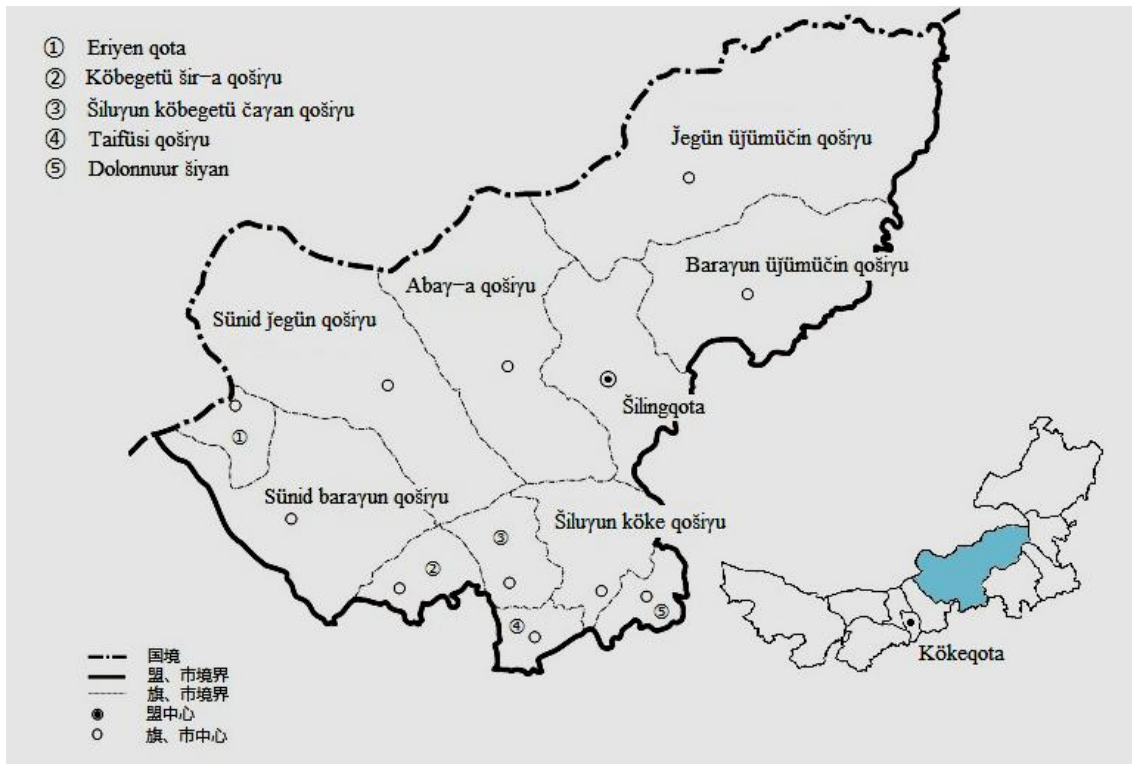 ① Eriyen qota
② Köbegetü šir-a qošiγu
③ Šiluγun köbegetü čaγan qošiγu
④ Taifüsi qošiγu
⑤ Dolonnuur šiyan
J̌egün üǰümüčin qošiγu
Baraγun üǰümüčin qošiγu
Abaγ-a qošiγu
Sünid ǰegün qošiγu
Šilingqota
①
Sünid baraγun qošiγu
Šiluγun köke qošiγu
③
②
⑤
④
Kökeqota
国境
盟、市境界
旗、市境界
盟中心
旗、市中心